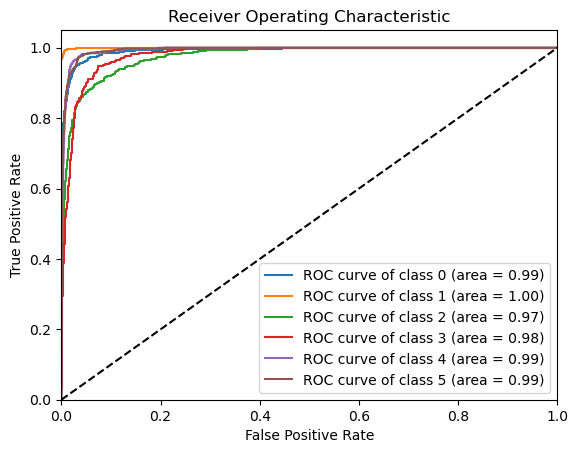 Receiver Operating Characteristic
True Positive Rate
1.0
0.8
0.6
0.4
0.2
0.0
ROC curve of class 0 (area = 0.99)
ROC curve of class 1 (area = 1.00)
ROC curve of class 2 (area = 0.97)
ROC curve of class 3 (area = 0.98)
ROC curve of class 4 (area = 0.99)
ROC curve of class 5 (area = 0.99)
0.0 0.2 0.4 0.6 0.8 1.0
False Positive Rate